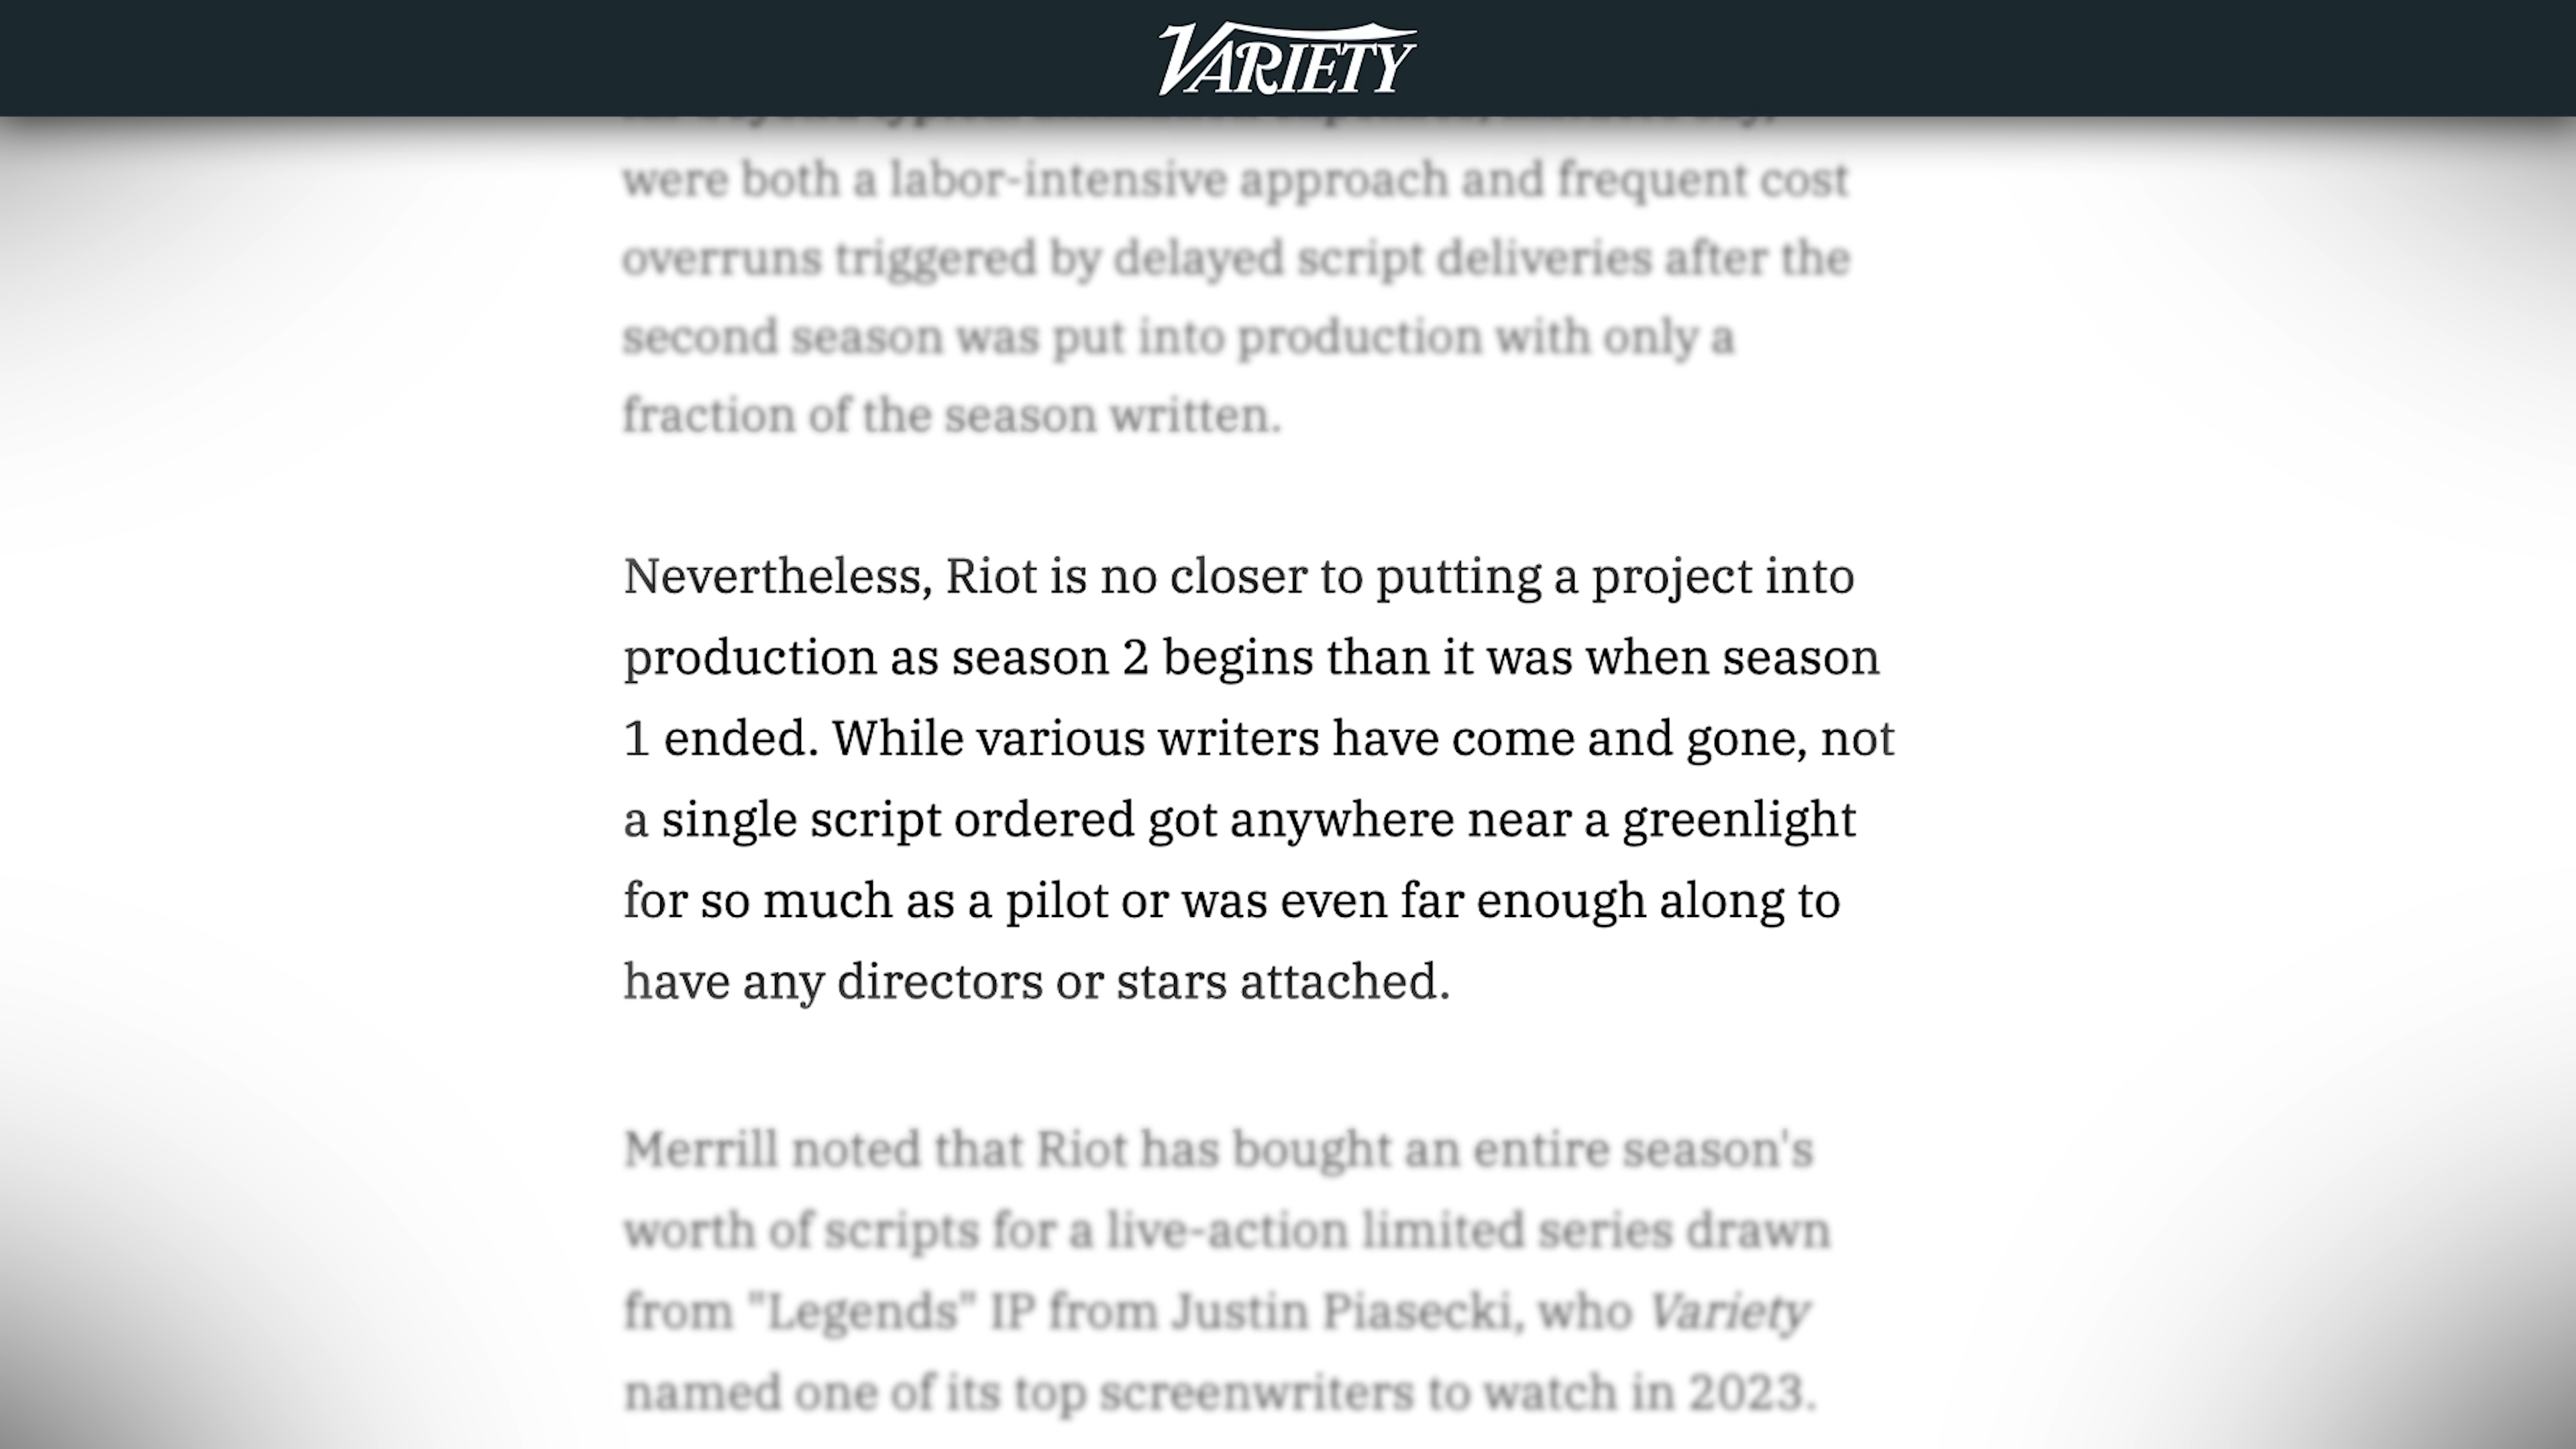 VARIETY
were both a labor-intensive approach and frequent cost
overruns triggered by delayed script deliveries after the
second season was put into production with only a
fraction of the season written.
Nevertheless, Riot is no closer to putting a project into
production as season 2 begins than it was when season
1 ended. While various writers have come and gone, not
a single script ordered got anywhere near a greenlight
for so much as a pilot or was even far enough along to
have any directors or stars attached.
Merrill noted that Riot has bought an entire season's
worth of scripts for a live-action limited series drawn
from "Legends" IP from Justin Piasecki, who Variety
named one of its top screenwriters to watch in 2023.